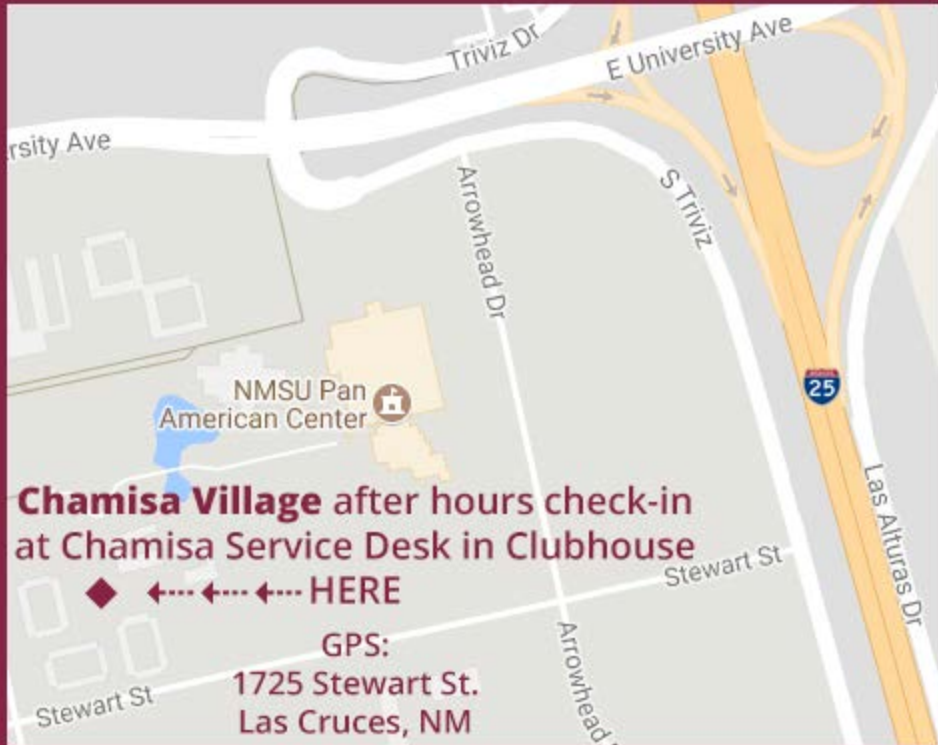 Triviz Dr
E University Ave
rsity Ave
S Triviz
Arrowhead Dr
INTERSTATE
25
NMSU Pan
American Center
Las Alturas Dr
Chamisa Village after hours check-in
at Chamisa Service Desk in Clubhouse
HERE
Stewart St
GPS:
1725 Stewart St.
Las Cruces, NM
Arrowhead
Stewart St